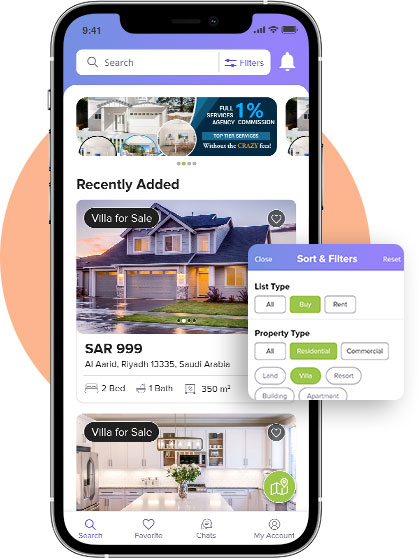 9:41
Search
Filters
FULL
SERVICES
AGENCY
1%
COMMISSION
TOP TIER SERVICES
Without the CRAZY fees!
Recently Added
Villa for Sale
SAR 999
Al Aarid, Riyadh 13335, Saudi Arabia
2 Bed
1 Bath
350 m²
Close
Sort & Filters
Reset
List Type
All
Buy
Rent
Property Type
All
Residential
Commercial
Land
Villa
Resort
Building
Apartment
Villa for Sale
Search
Favorite
Chats
My Account